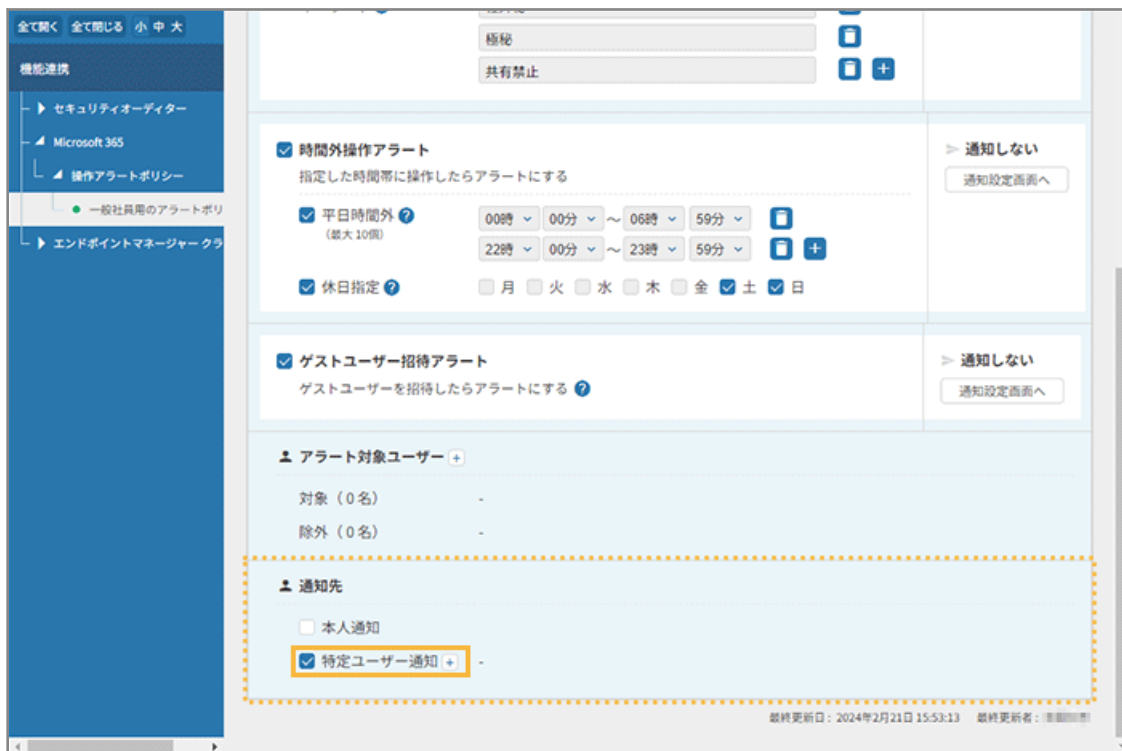 全て開く 全て閉じる 小 中 大
機能連携
セキュリティオーディター
Microsoft 365
操作アラートポリシー
一般社員用のアラートポリ
エンドポイントマネージャー クラ
極秘
共有禁止
時間外操作アラート
指定した時間帯に操作したらアラートにする
通知しない
通知設定画面へ
平日時間外 ?
(最大 10個)
00時 00分 ～ 06時 59分
22時 00分 ～ 23時 59分 +
休日指定 ? 月 火 水 木 金 土 日
ゲストユーザー招待アラート
ゲストユーザーを招待したらアラートにする ?
通知しない
通知設定画面へ
アラート対象ユーザー +
対象（0名） -
除外（0名） -
通知先
本人通知
特定ユーザー通知 + -
最終更新日：2024年2月21日 15:53:13 最終更新者：